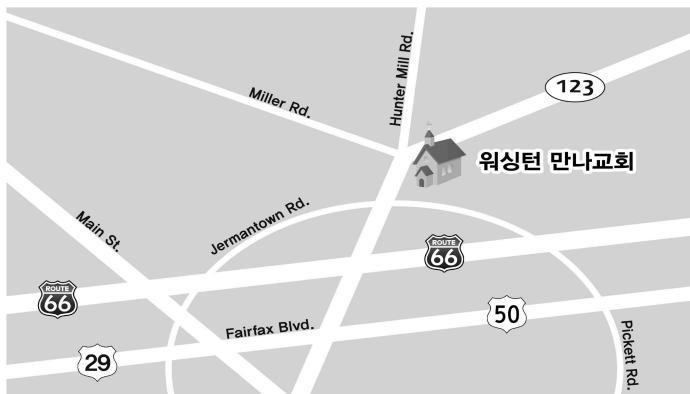 Hunter Mill Rd.
Miller Rd.
123
워싱턴 만나교회
Jermantown Rd.
Main St.
ROUTE
66
ROUTE
66
50
Fairfax Blvd.
29
Pickett Rd.